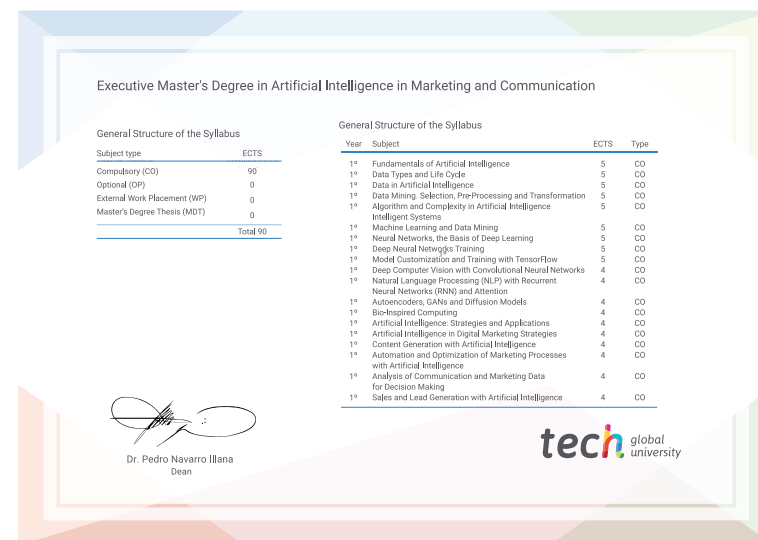 Executive Master's Degree in Artificial Intelligence in Marketing and Communication
General Structure of the Syllabus
Subject type ECTS
Compulsory (CO) 90
Optional (OP) 0
External Work Placement (WP) 0
Master's Degree Thesis (MDT) 0
Total 90
General Structure of the Syllabus
Year Subject ECTS Type
1º Fundamentals of Artificial Intelligence 5 CO
1º Data Types and Life Cycle 5 CO
1º Data in Artificial Intelligence 5 CO
1º Data Mining. Selection, Pre-Processing and Transformation 5 CO
1º Algorithm and Complexity in Artificial Intelligence 5 CO
Intelligent Systems
1º Machine Learning and Data Mining 5 CO
1º Neural Networks, the Basis of Deep Learning 5 CO
1º Deep Neural Networks Training 5 CO
1º Model Customization and Training with TensorFlow 5 CO
1º Deep Computer Vision with Convolutional Neural Networks 4 CO
1º Natural Language Processing (NLP) with Recurrent 4 CO
Neural Networks (RNN) and Attention
1º Autoencoders, GANs and Diffusion Models 4 CO
1º Bio-Inspired Computing 4 CO
1º Artificial Intelligence: Strategies and Applications 4 CO
1º Artificial Intelligence in Digital Marketing Strategies 4 CO
1º Content Generation with Artificial Intelligence 4 CO
1º Automation and Optimization of Marketing Processes 4 CO
with Artificial Intelligence
1º Analysis of Communication and Marketing Data 4 CO
for Decision Making
1º Sales and Lead Generation with Artificial Intelligence 4 CO
Dr. Pedro Navarro Illana
Dean
tech global
university